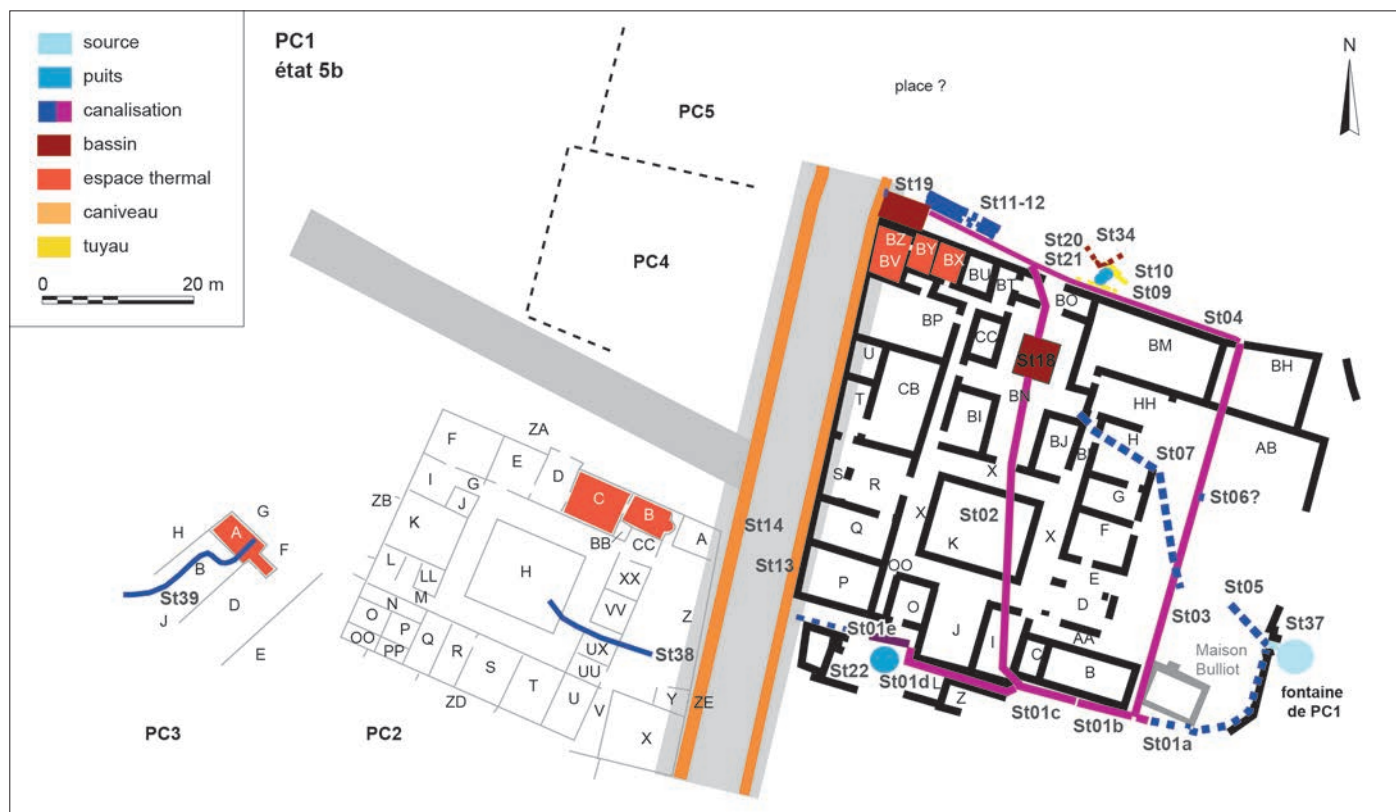 source
puits
canalisation
bassin
espace thermal
caniveau
tuyau
0 20 m
PC1
état 5b
place ?
N
PC5
PC4
PC3
PC2
St19
St11-12
St20
St34
St21
St10
St09
St04
BZ
BY
BV
BX
BU
BT
BO
BP
CC
BM
BH
St18
U
CB
T
BN
HH
BI
AB
H
BJ
St07
S
R
X
G
St06?
St02
X
K
X
Q
F
St14
OO
E
St13
P
D
O
St03
St05
St37
St01e
J
I
AA
Maison
Bulliot
C
B
St22
St01d
L
Z
fontaine
de PC1
St01c
St01b
St01a
F
ZA
E
D
I
G
C
ZB
J
B
A
K
BB
CC
H
XX
L
LL
VV
Z
M
N
O
P
UX
St38
OO
PP
Q
R
UU
S
T
U
Y
ZE
ZD
V
X
G
H
A
F
B
St39
D
J
E